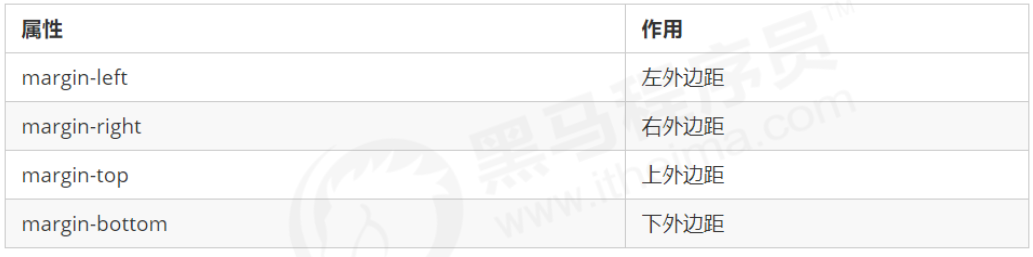 属性 作用
margin-left 左外边距
margin-right 右外边距
margin-top 上外边距
margin-bottom 下外边距
黑马程序员™
www.itheima.com